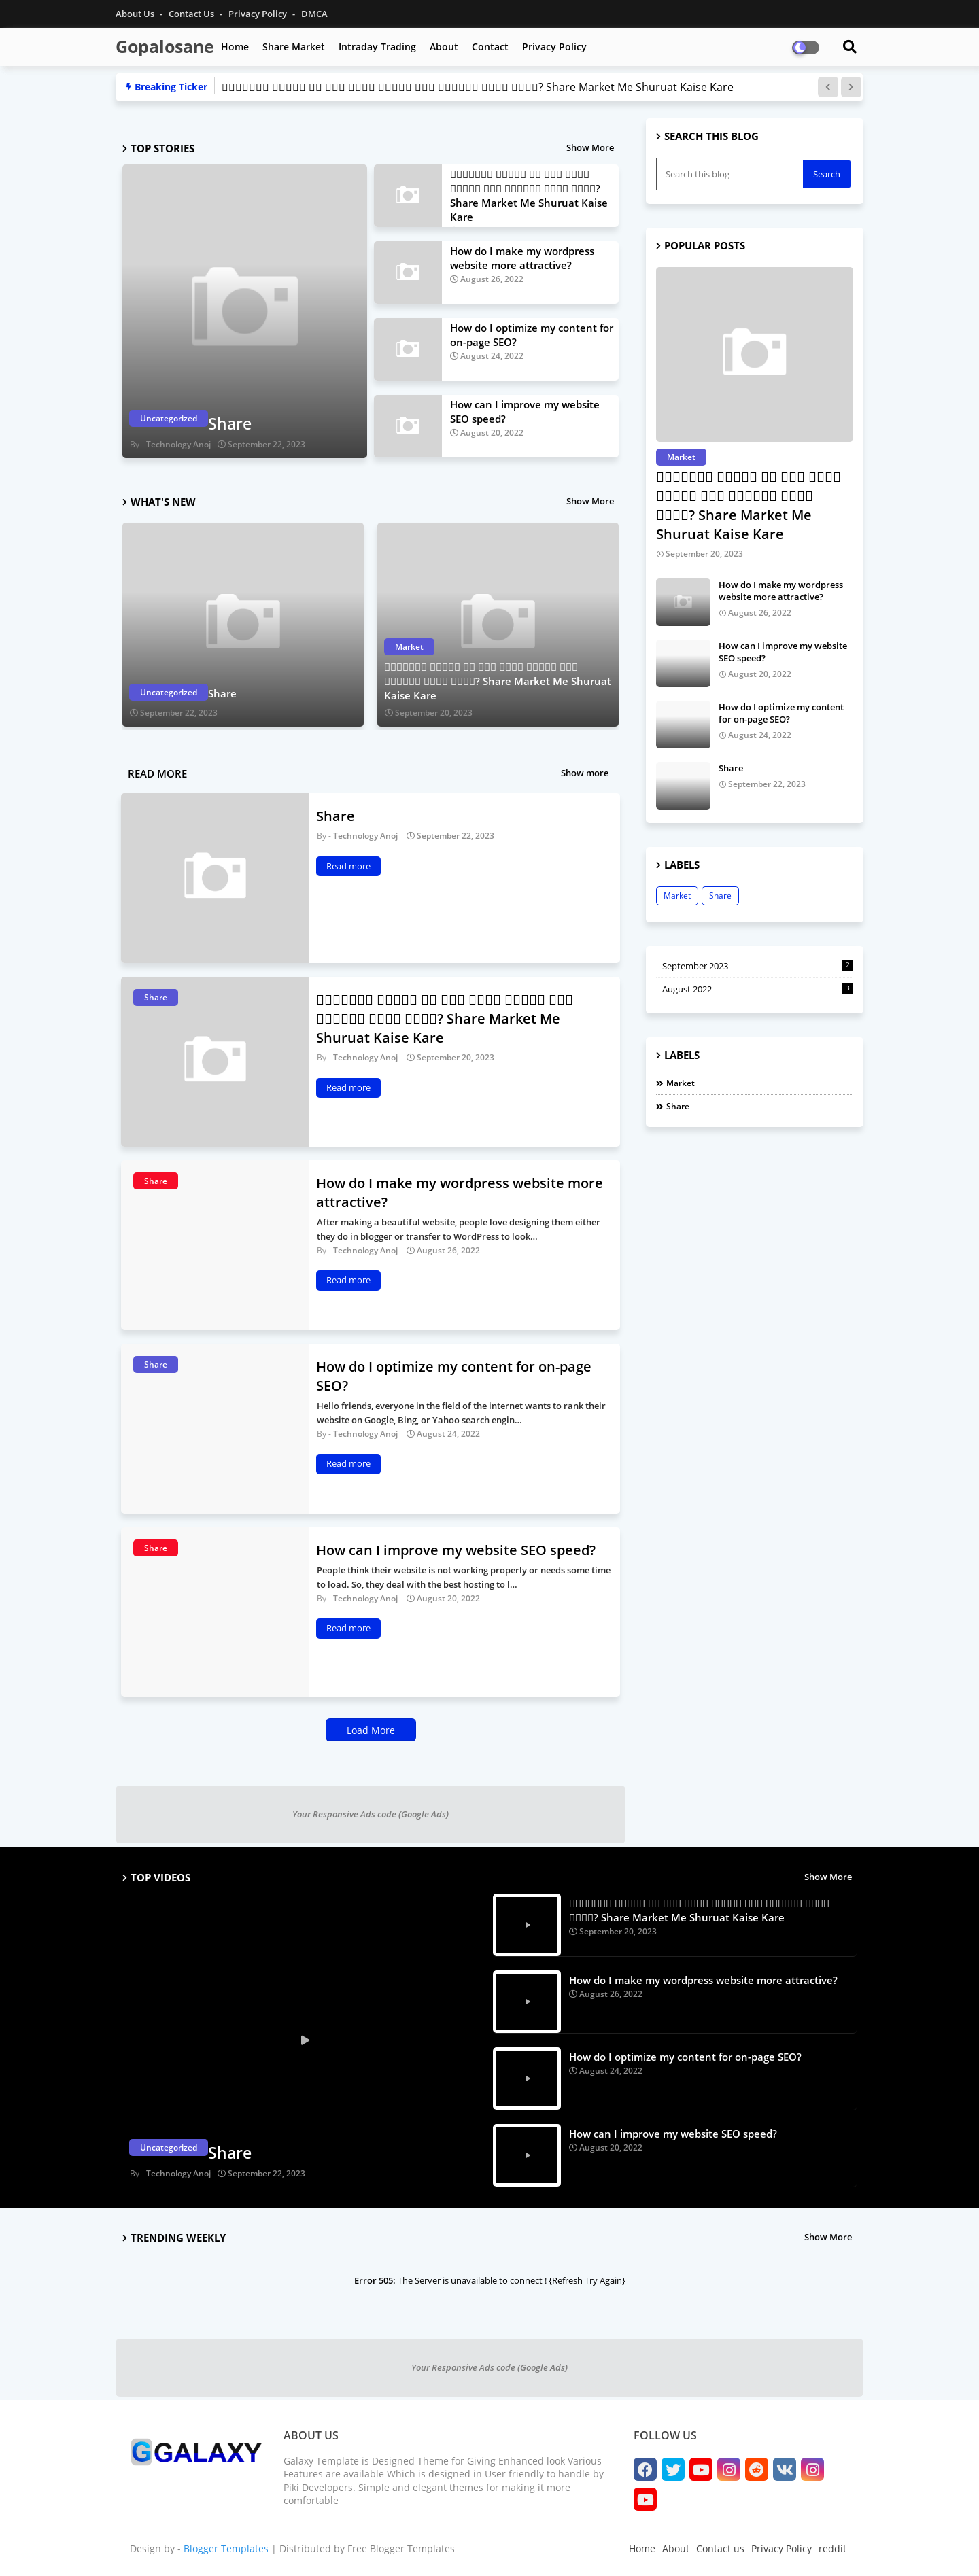 About Us - Contact Us - Privacy Policy - DMCA
Gopalosane Home Share Market Intraday Trading About Contact Privacy Policy
Breaking Ticker Share Market Me Shuruat Kaise Kare
TOP STORIES Show More
Uncategorized Share
By - Technology Anoj September 22, 2023
Share Market Me Shuruat Kaise
Kare
How do I make my wordpress
website more attractive?
August 26, 2022
How do I optimize my content for
on-page SEO?
August 24, 2022
How can I improve my website
SEO speed?
August 20, 2022
WHAT'S NEW Show More
Uncategorized Share
September 22, 2023
Market
? Share Market Me Shuruat
Kaise Kare
September 20, 2023
READ MORE Show more
Share
By - Technology Anoj September 22, 2023
Read more
Share
? Share Market Me
Shuruat Kaise Kare
By - Technology Anoj September 20, 2023
Read more
Share
How do I make my wordpress website more
attractive?
After making a beautiful website, people love designing them either
they do in blogger or transfer to WordPress to look…
By - Technology Anoj August 26, 2022
Read more
Share
How do I optimize my content for on-page
SEO?
Hello friends, everyone in the field of the internet wants to rank their
website on Google, Bing, or Yahoo search engin…
By - Technology Anoj August 24, 2022
Read more
Share
How can I improve my website SEO speed?
People think their website is not working properly or needs some time
to load. So, they deal with the best hosting to l…
By - Technology Anoj August 20, 2022
Read more
Load More
Your Responsive Ads code (Google Ads)
SEARCH THIS BLOG
Search this blog Search
POPULAR POSTS
Market
? Share Market Me
Shuruat Kaise Kare
September 20, 2023
How do I make my wordpress
website more attractive?
August 26, 2022
How can I improve my website
SEO speed?
August 20, 2022
How do I optimize my content
for on-page SEO?
August 24, 2022
Share
September 22, 2023
LABELS
Market Share
September 2023 2
August 2022 3
LABELS
Market
Share
TOP VIDEOS Show More
Uncategorized Share
By - Technology Anoj September 22, 2023
? Share Market Me Shuruat Kaise Kare
September 20, 2023
How do I make my wordpress website more attractive?
August 26, 2022
How do I optimize my content for on-page SEO?
August 24, 2022
How can I improve my website SEO speed?
August 20, 2022
TRENDING WEEKLY Show More
Error 505: The Server is unavailable to connect ! {Refresh Try Again}
Your Responsive Ads code (Google Ads)
GGALAXY
ABOUT US
Galaxy Template is Designed Theme for Giving Enhanced look Various
Features are available Which is designed in User friendly to handle by
Piki Developers. Simple and elegant themes for making it more
comfortable
FOLLOW US
Design by - Blogger Templates | Distributed by Free Blogger Templates
Home About Contact us Privacy Policy reddit